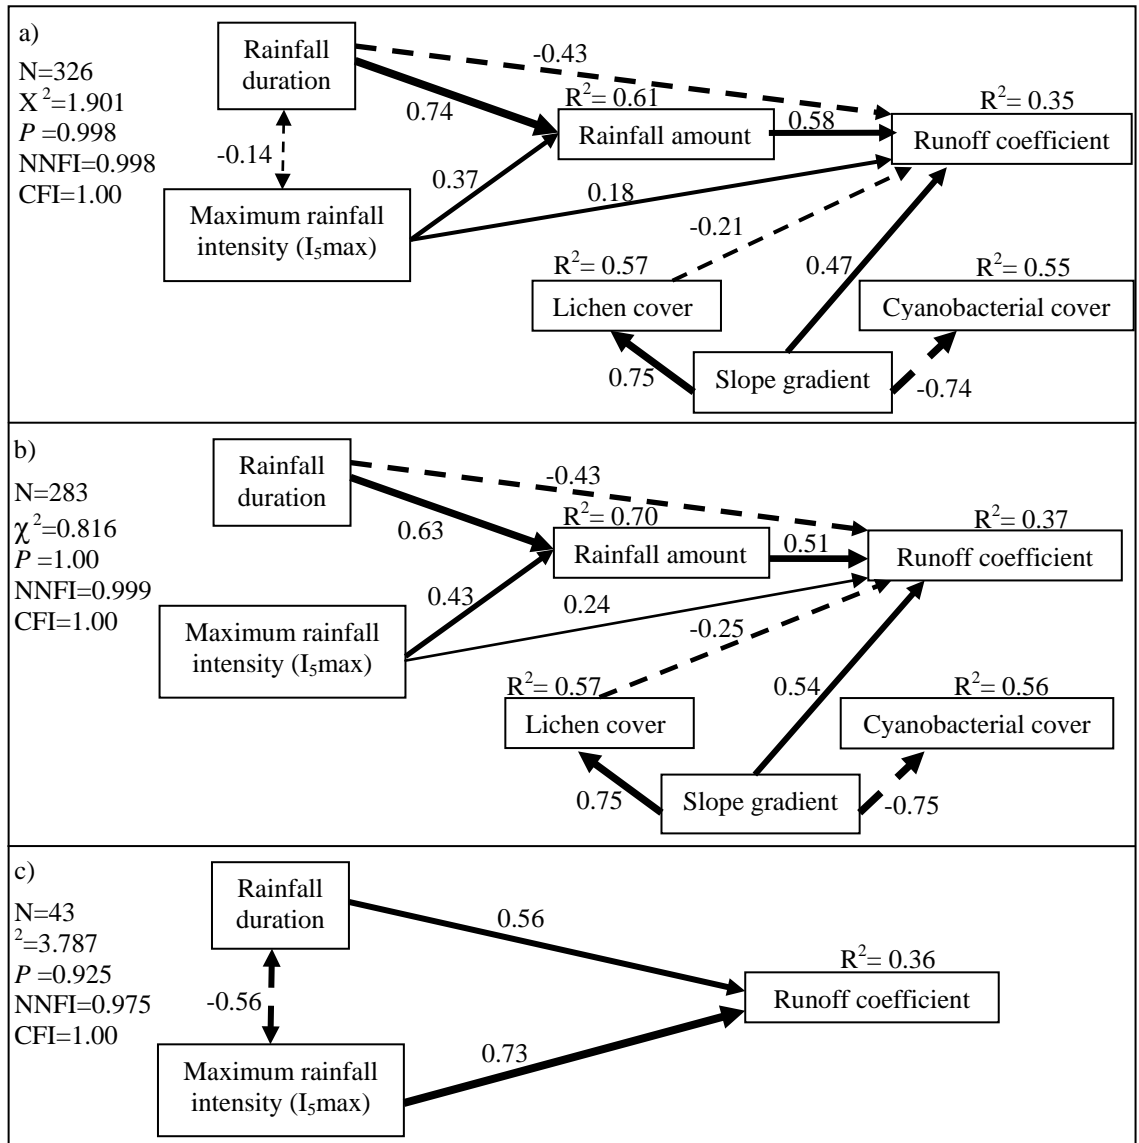 a)
N=326
X²=1.901
P =0.998
NNFI=0.998
CFI=1.00
Rainfall
duration
-0.43
0.74
R²= 0.61
Rainfall amount
0.58
R²= 0.35
Runoff coefficient
-0.14
0.37
Maximum rainfall
intensity (I₅max)
0.18
-0.21
R²= 0.57
Lichen cover
0.47
R²= 0.55
Cyanobacterial cover
0.75
Slope gradient
-0.74
b)
N=283
χ²=0.816
P =1.00
NNFI=0.999
CFI=1.00
Rainfall
duration
-0.43
0.63
R²= 0.70
Rainfall amount
0.51
R²= 0.37
Runoff coefficient
0.43
0.24
Maximum rainfall
intensity (I₅max)
-0.25
R²= 0.57
Lichen cover
0.54
R²= 0.56
Cyanobacterial cover
0.75
Slope gradient
-0.75
c)
N=43
²=3.787
P =0.925
NNFI=0.975
CFI=1.00
Rainfall
duration
0.56
R²= 0.36
Runoff coefficient
-0.56
0.73
Maximum rainfall
intensity (I₅max)